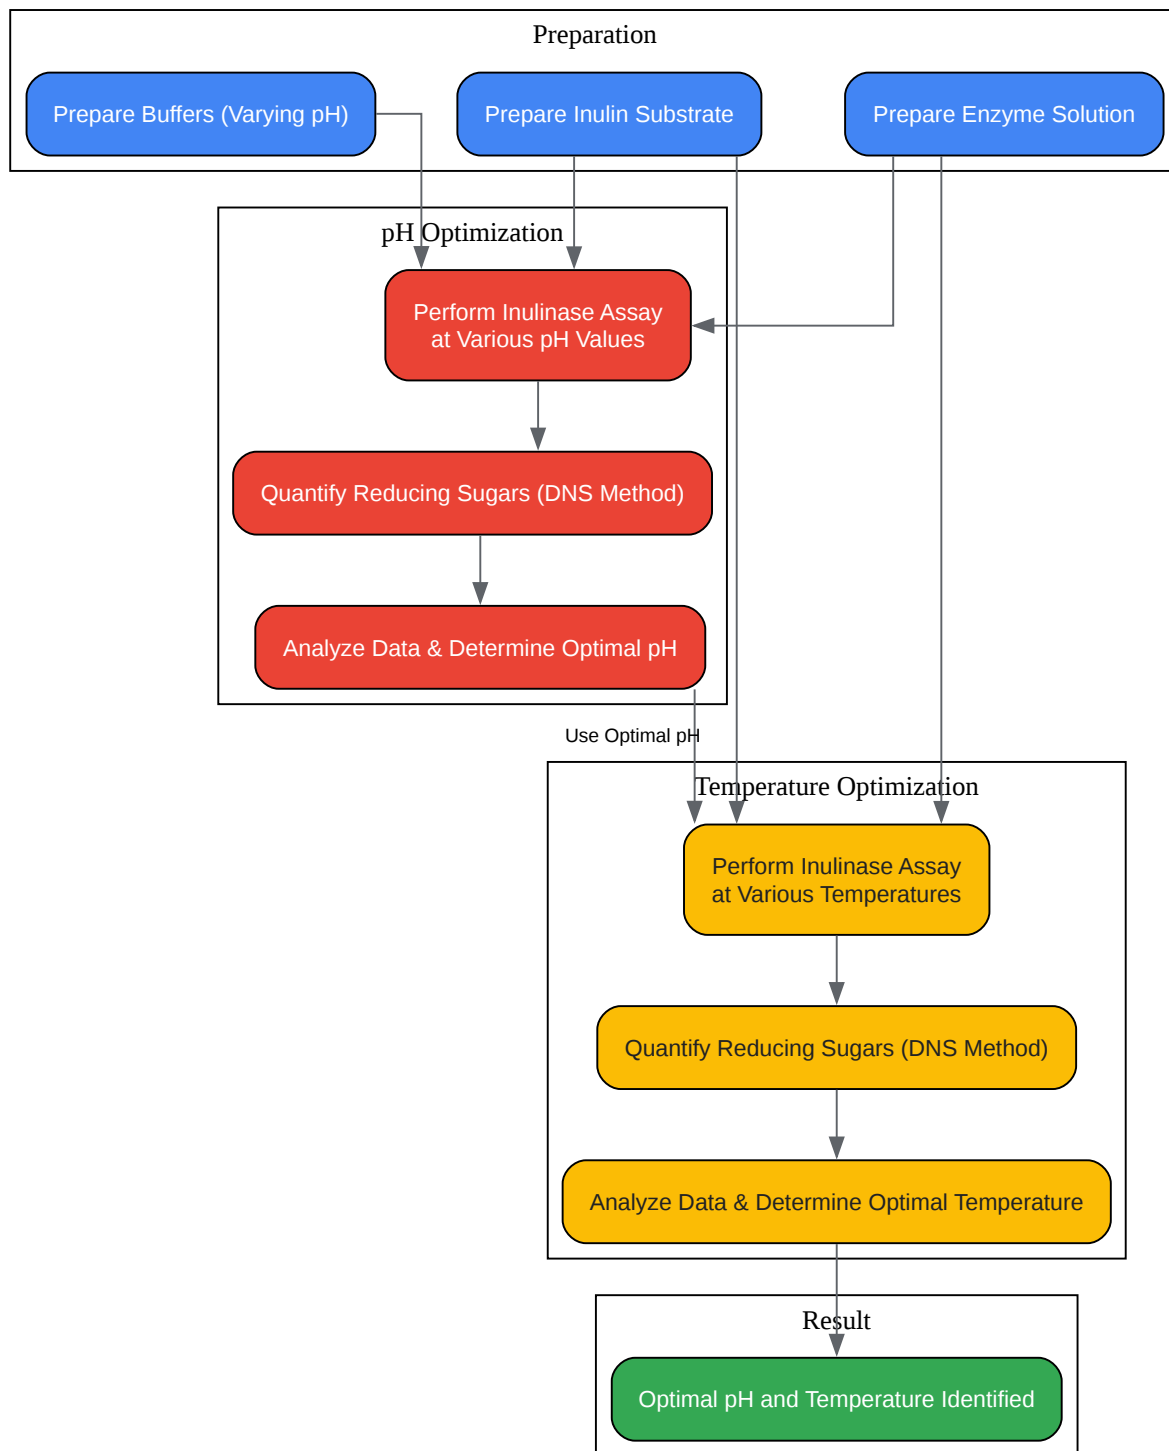 Preparation
Prepare Buffers (Varying pH)
Prepare Inulin Substrate
Prepare Enzyme Solution
pH Optimization
Perform Inulinase Assay
at Various pH Values
Quantify Reducing Sugars (DNS Method)
Analyze Data & Determine Optimal pH
Use Optimal pH
Temperature Optimization
Perform Inulinase Assay
at Various Temperatures
Quantify Reducing Sugars (DNS Method)
Analyze Data & Determine Optimal Temperature
Result
Optimal pH and Temperature Identified